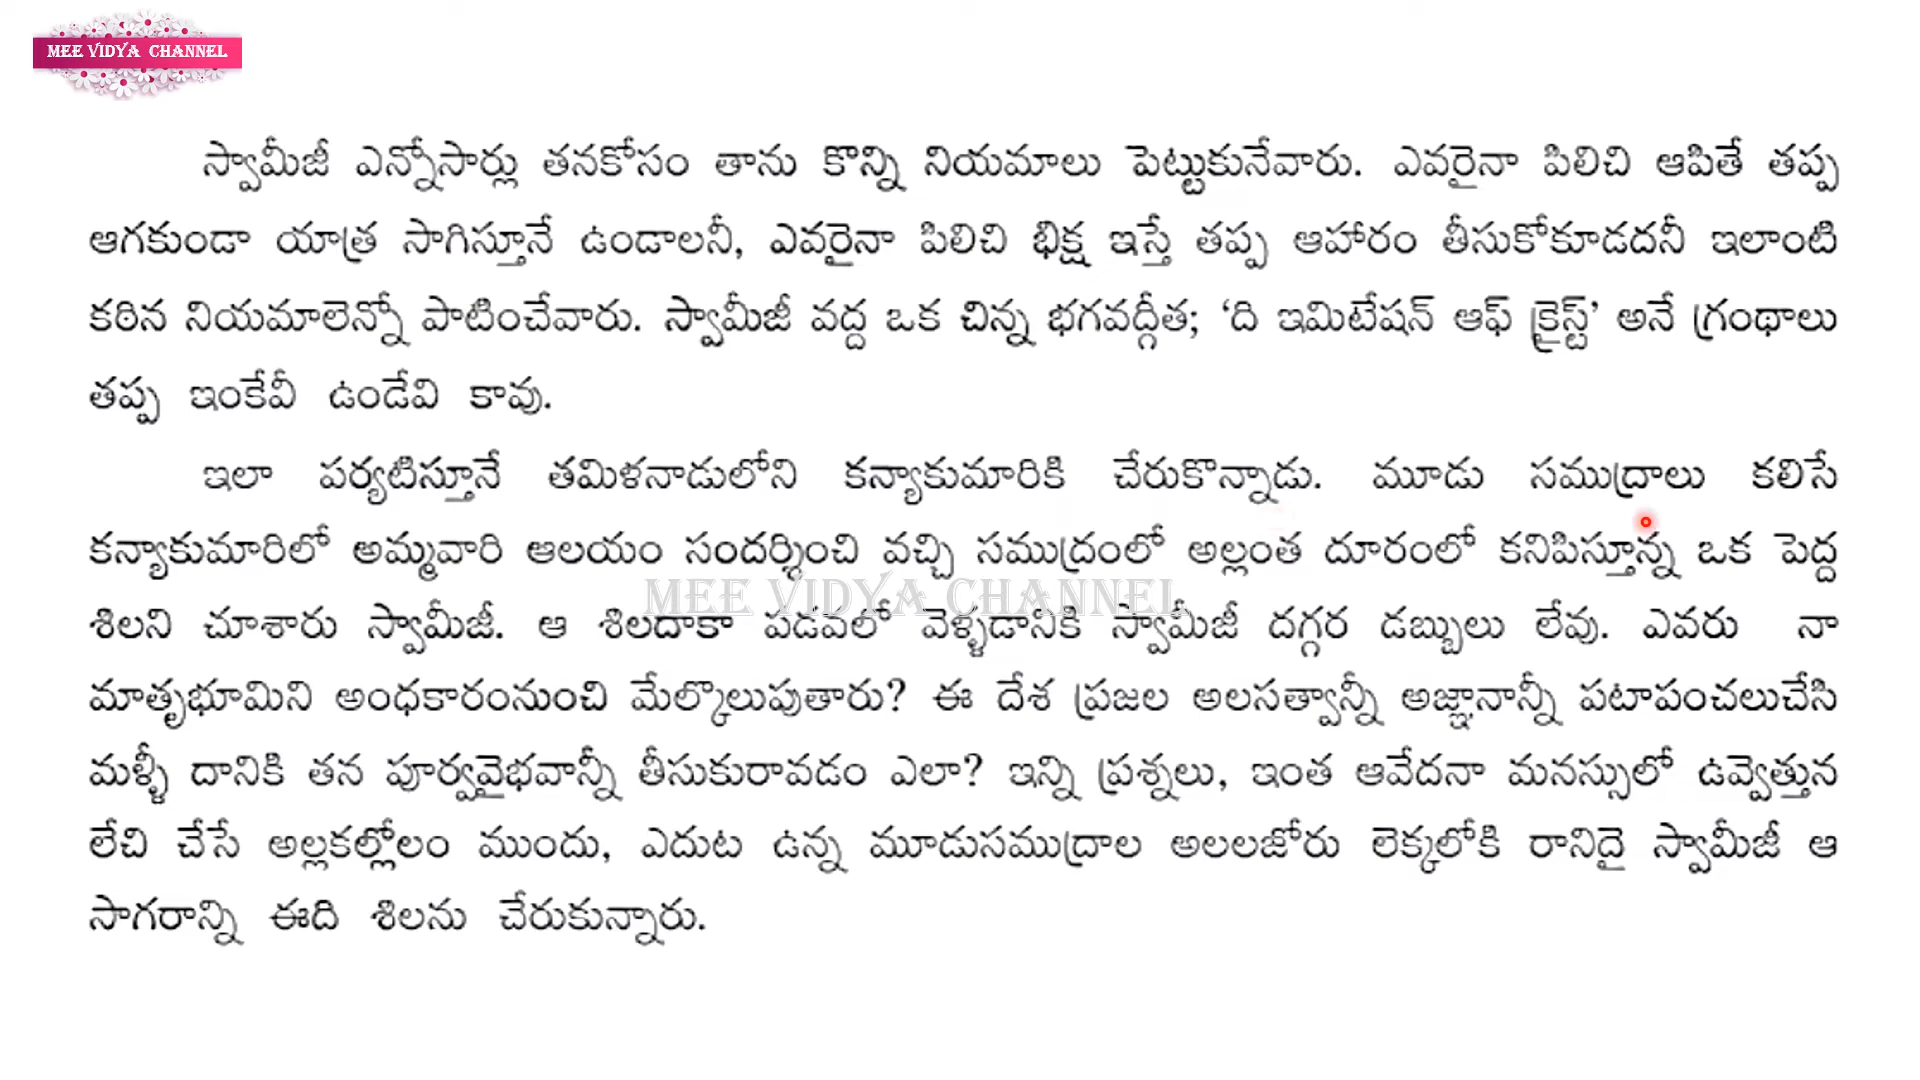 MEE VIDYA CHANNEL
స్వామీజీ ఎన్నోసార్లు తనకోసం తాను కొన్ని నియమాలు పెట్టుకునేవారు. ఎవరైనా పిలిచి ఆపితే తప్ప
ఆగకుండా యాత్ర సాగిస్తూనే ఉండాలనీ, ఎవరైనా పిలిచి భిక్ష ఇస్తే తప్ప ఆహారం తీసుకోకూడదనీ ఇలాంటి
కఠిన నియమాలెన్నో పాటించేవారు. స్వామీజీ వద్ద ఒక చిన్న భగవద్గీత; ‘ది ఇమిటేషన్ ఆఫ్ క్రైస్ట్’ అనే గ్రంథాలు
తప్ప ఇంకేవీ ఉండేవి కావు.
ఇలా పర్యటిస్తూనే తమిళనాడులోని కన్యాకుమారికి చేరుకొన్నాడు. మూడు సముద్రాలు కలిసే
కన్యాకుమారిలో అమ్మవారి ఆలయం సందర్శించి వచ్చి సముద్రంలో అల్లంత దూరంలో కనిపిస్తూన్న ఒక పెద్ద
MEE VIDYA CHANNEL
శిలని చూశారు స్వామీజీ. ఆ శిలదాకా పడవలో వెళ్ళడానికి స్వామీజీ దగ్గర డబ్బులు లేవు. ఎవరు నా
మాతృభూమిని అంధకారంనుంచి మేల్కొలుపుతారు? ఈ దేశ ప్రజల అలసత్వాన్నీ అజ్ఞానాన్నీ పటాపంచలుచేసి
మళ్ళీ దానికి తన పూర్వవైభవాన్నీ తీసుకురావడం ఎలా? ఇన్ని ప్రశ్నలు, ఇంత ఆవేదనా మనస్సులో ఉవ్వెత్తున
లేచి చేసే అల్లకల్లోలం ముందు, ఎదుట ఉన్న మూడుసముద్రాల అలలజోరు లెక్కలోకి రానిదై స్వామీజీ ఆ
సాగరాన్ని ఈది శిలను చేరుకున్నారు.